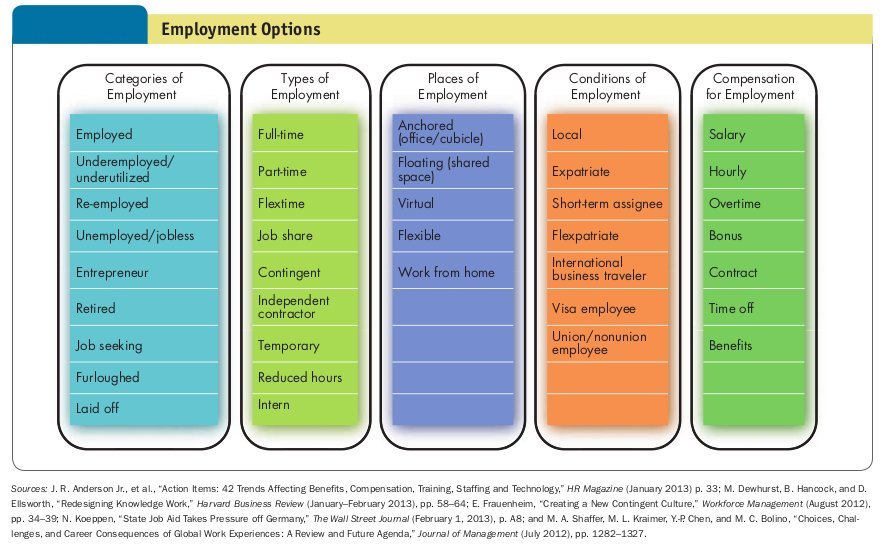 Employment Options
Categories of
Employment
Employed
Underemployed/
underutilized
Re-employed
Unemployed/jobless
Entrepreneur
Retired
Job seeking
Furloughed
Laid off
Types of
Employment
Full-time
Part-time
Flextime
Job share
Contingent
Independent
contractor
Temporary
Reduced hours
Intern
Places of
Employment
Anchored
(office/cubicle)
Floating (shared
space)
Virtual
Flexible
Work from home
Conditions of
Employment
Local
Expatriate
Short-term assignee
Flexpatriate
International
business traveler
Visa employee
Union/nonunion
employee
Compensation
for Employment
Salary
Hourly
Overtime
Bonus
Contract
Time off
Benefits
Sources: J. R. Anderson Jr., et al., “Action Items: 42 Trends Affecting Benefits, Compensation, Training, Staffing and Technology,” HR Magazine (January 2013) p. 33; M. Dewhurst, B. Hancock, and D.
Ellsworth, “Redesigning Knowledge Work,” Harvard Business Review (January–February 2013), pp. 58–64; E. Frauenheim, “Creating a New Contingent Culture,” Workforce Management (August 2012),
pp. 34–39; N. Koeppen, “State Job Aid Takes Pressure off Germany,” The Wall Street Journal (February 1, 2013), p. A8; and M. A. Shaffer, M. L. Kraimer, Y.-P. Chen, and M. C. Bolino, “Choices, Chal-
lenges, and Career Consequences of Global Work Experiences: A Review and Future Agenda,” Journal of Management (July 2012), pp. 1282–1327.